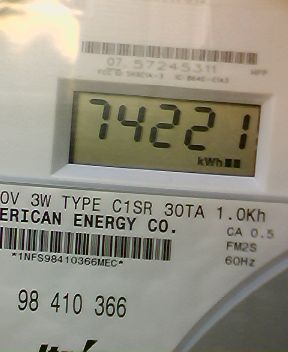 07 57245311
74221
kWh
0V 3W TYPE C1SR 30TA 1.0Kh
ERICAN ENERGY CO.
CA 0.5
FM2S
60Hz
*1NFS98410366MEC*
98 410 366